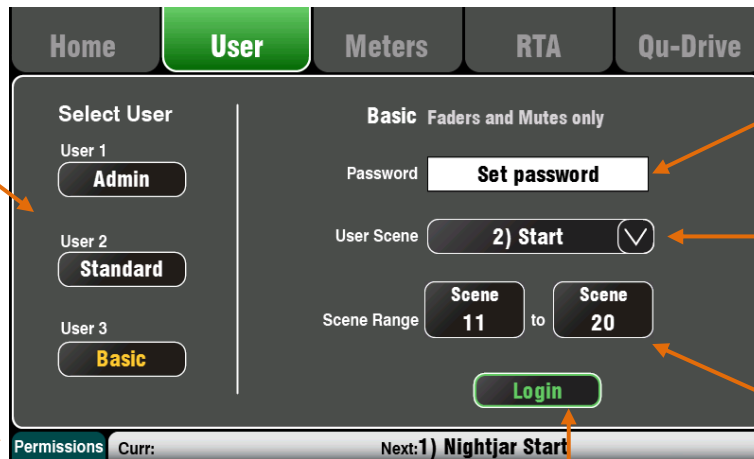 Home User Meters RTA Qu-Drive
Select User
User 1
Admin
User 2
Standard
User 3
Basic
Basic Faders and Mutes only
Password Set password
User Scene 2) Start
Scene Range Scene 11 to Scene 20
Login
Permissions Curr: Next:1) Nightjar Start